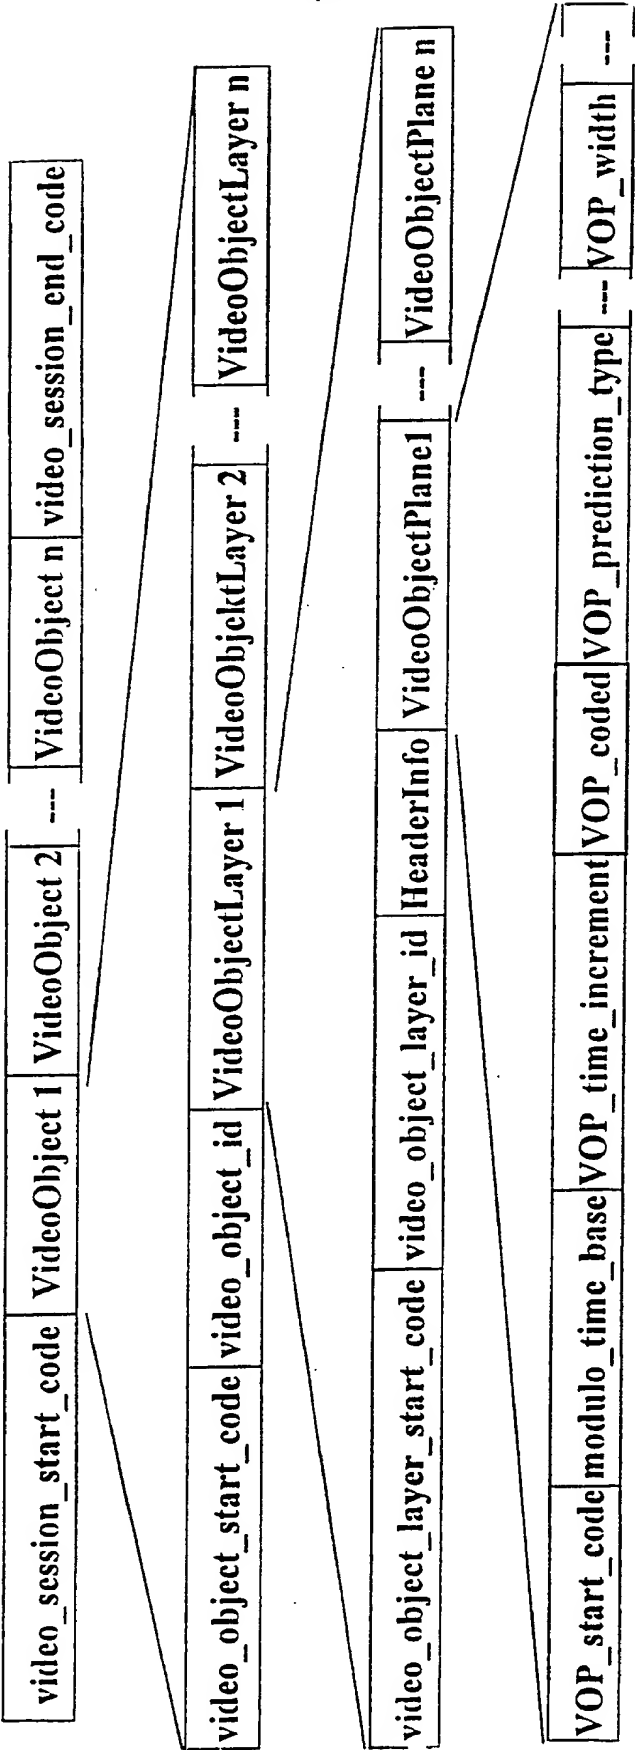 video_session_start_code VideoObject 1 VideoObject 2 --- VideoObject n video_session_end_code
video_object_start_code video_object_id VideoObjectLayer 1 VideoObjektLayer 2 --- VideoObjectLayer n
video_object_layer_start_code video_object_layer_id HeaderInfo VideoObjectPlane1 --- VideoObjectPlane n
VOP_start_code modulo_time_base VOP_time_increment VOP_coded VOP_prediction_type --- VOP_width ---